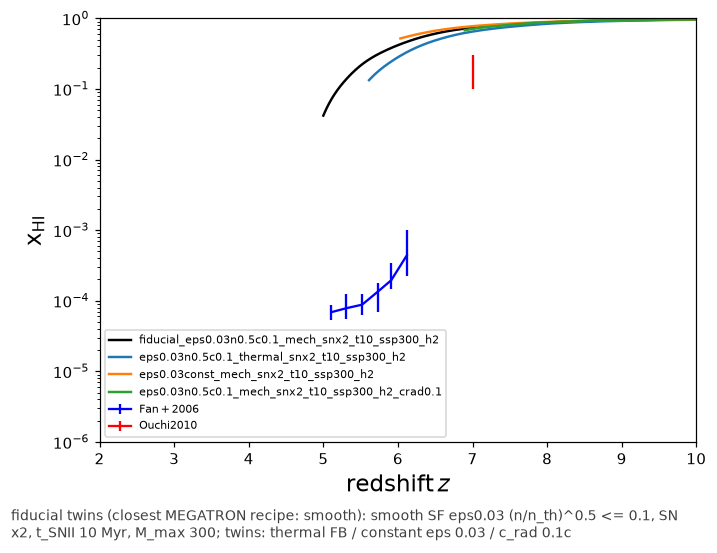 10⁰
10⁻¹
10⁻²
10⁻³
10⁻⁴
10⁻⁵
10⁻⁶
xHI
fiducial_eps0.03n0.5c0.1_mech_snx2_t10_ssp300_h2
eps0.03n0.5c0.1_thermal_snx2_t10_ssp300_h2
eps0.03const_mech_snx2_t10_ssp300_h2
eps0.03n0.5c0.1_mech_snx2_t10_ssp300_h2_crad0.1
Fan+2006
Ouchi2010
2 3 4 5 6 7 8 9 10
redshift z
fiducial twins (closest MEGATRON recipe: smooth): smooth SF eps0.03 (n/n_th)^0.5 <= 0.1, SN
x2, t_SNII 10 Myr, M_max 300; twins: thermal FB / constant eps 0.03 / c_rad 0.1c